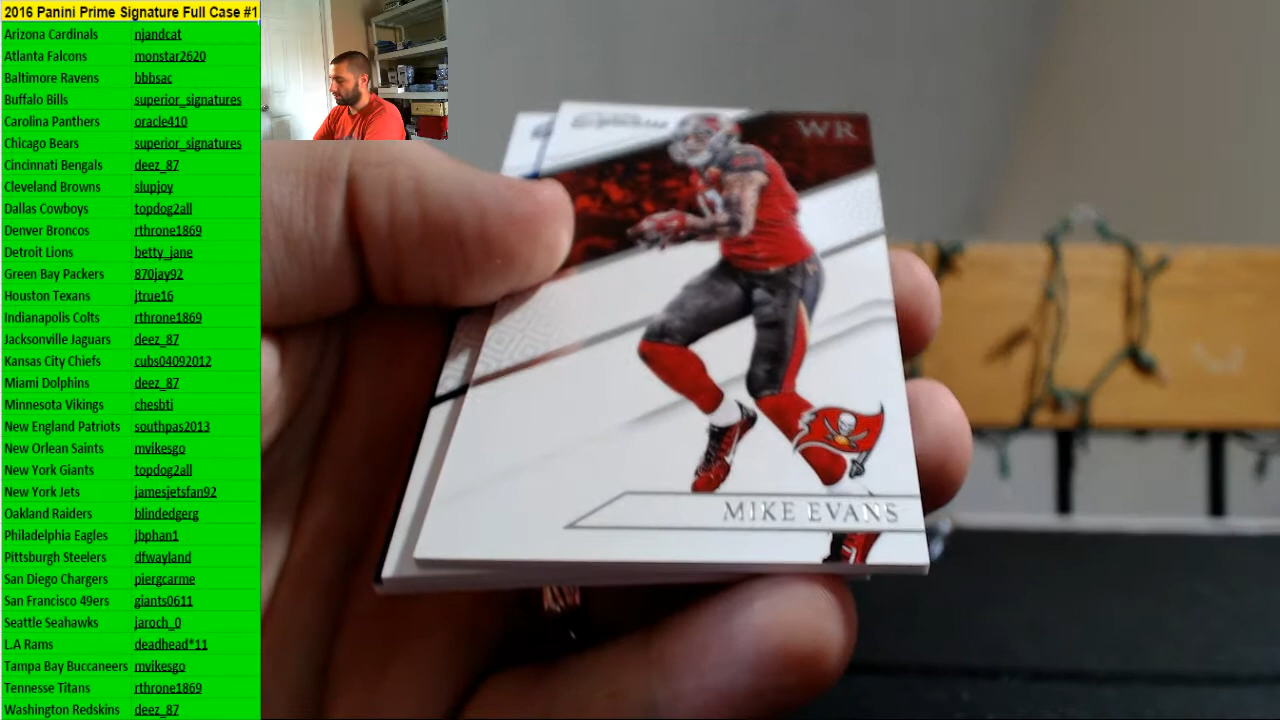 2016 Panini Prime Signature Full Case #1
Arizona Cardinals njandcat
Atlanta Falcons monstar2620
Baltimore Ravens bbbsac
Buffalo Bills superior_signatures
Carolina Panthers oracle410
Chicago Bears superior_signatures
Cincinnati Bengals deez_87
Cleveland Browns slupjoy
Dallas Cowboys topdog2all
Denver Broncos rthrone1869
Detroit Lions betty_jane
Green Bay Packers 870jay92
Houston Texans jtrue16
Indianapolis Colts rthrone1869
Jacksonville Jaguars deez_87
Kansas City Chiefs cubs04092012
Miami Dolphins deez_87
Minnesota Vikings chesbti
New England Patriots southpas2013
New Orlean Saints mvikesgo
New York Giants topdog2all
New York Jets jamesjetsfan92
Oakland Raiders blindedgerg
Philadelphia Eagles jbphan1
Pittsburgh Steelers dfwayland
San Diego Chargers piergcarme
San Francisco 49ers giants0611
Seattle Seahawks jaroch_0
L.A Rams deadhead*11
Tampa Bay Buccaneers mvikesgo
Tennesse Titans rthrone1869
Washington Redskins deez_87
WR
MIKE EVANS